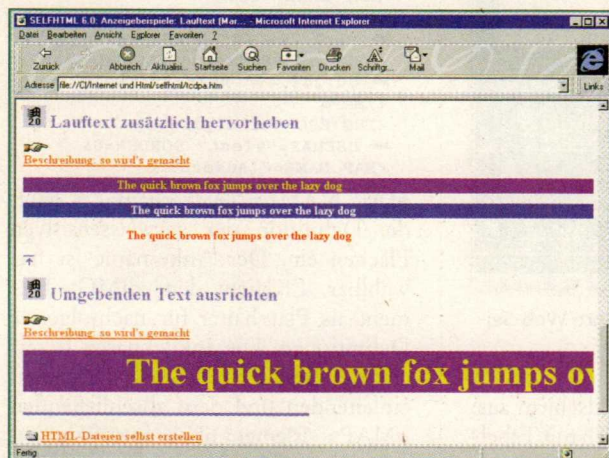 SELFHTML 6.0: Anzeigebeispiele: Lauftext (Mar... - Microsoft Internet Explorer
Datei Bearbeiten Ansicht Explorer Favoriten ?
Zurück Abbrech... Aktualisi... Startseite Suchen Favoriten Drucken Schriftgr... Mail
Adresse file://C|/Internet und Html/selfhtml/tcdpa.htm Links
2.0 Lauftext zusätzlich hervorheben
Beschreibung: so wird's gemacht
The quick brown fox jumps over the lazy dog
The quick brown fox jumps over the lazy dog
The quick brown fox jumps over the lazy dog
2.0 Umgebenden Text ausrichten
Beschreibung: so wird's gemacht
The quick brown fox jumps ov
HTML-Dateien selbst erstellen
Fertig